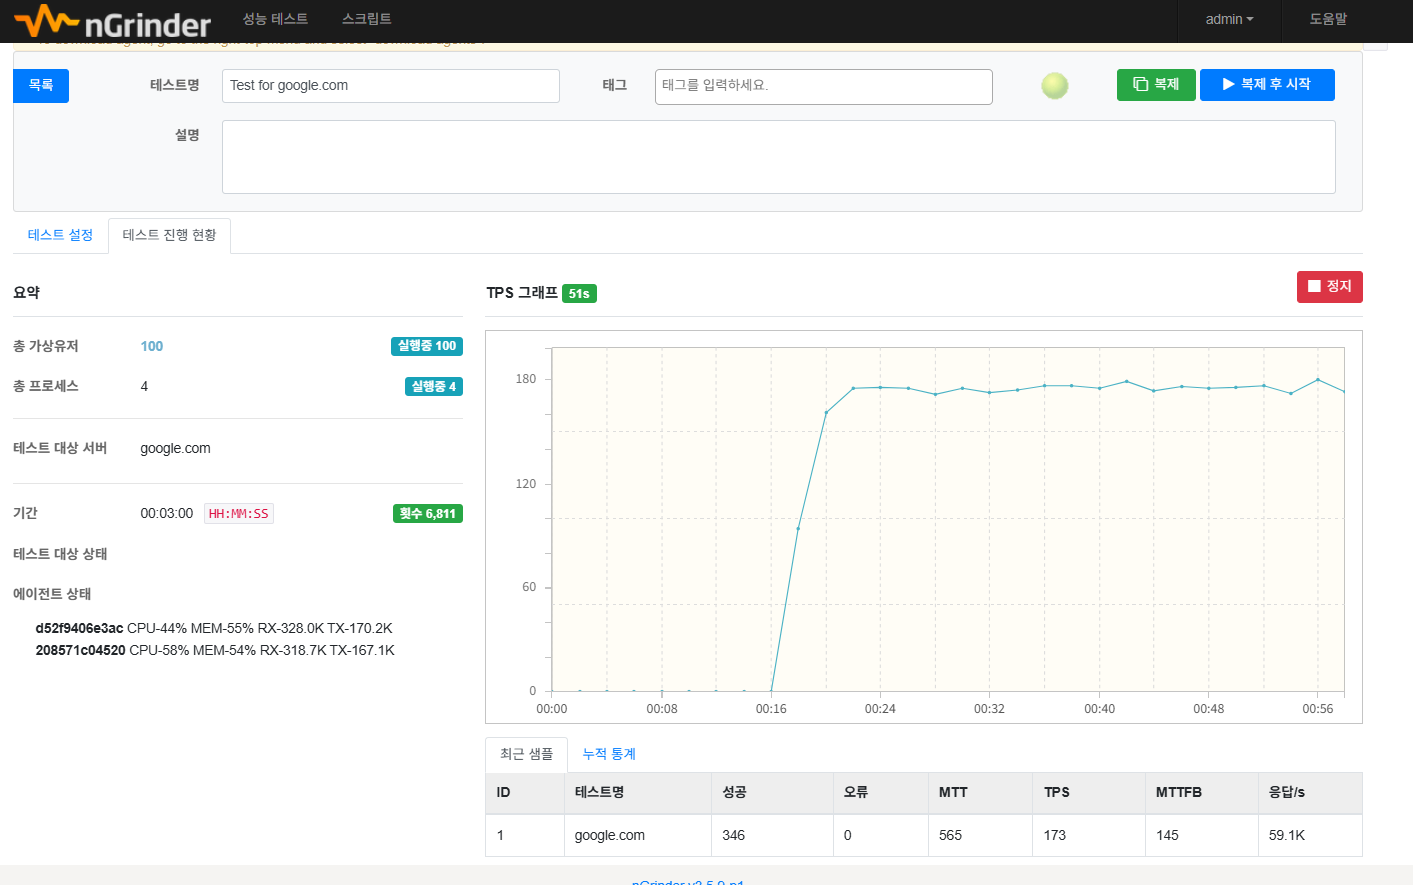 nGrinder 성능 테스트 스크립트 admin 도움말
목록 테스트명 Test for google.com 태그 태그를 입력하세요. 복제 복제 후 시작
설명
테스트 설정 테스트 진행 현황
요약
총 가상유저 100 실행중 100
총 프로세스 4 실행중 4
테스트 대상 서버 google.com
기간 00:03:00 HH:MM:SS 횟수 6,811
테스트 대상 상태
에이전트 상태
d52f9406e3ac CPU-44% MEM-55% RX-328.0K TX-170.2K
208571c04520 CPU-58% MEM-54% RX-318.7K TX-167.1K
TPS 그래프 51s 정지
180
120
60
0
00:00 00:08 00:16 00:24 00:32 00:40 00:48 00:56
최근 샘플 누적 통계
ID 테스트명 성공 오류 MTT TPS MTTFB 응답/s
1 google.com 346 0 565 173 145 59.1K